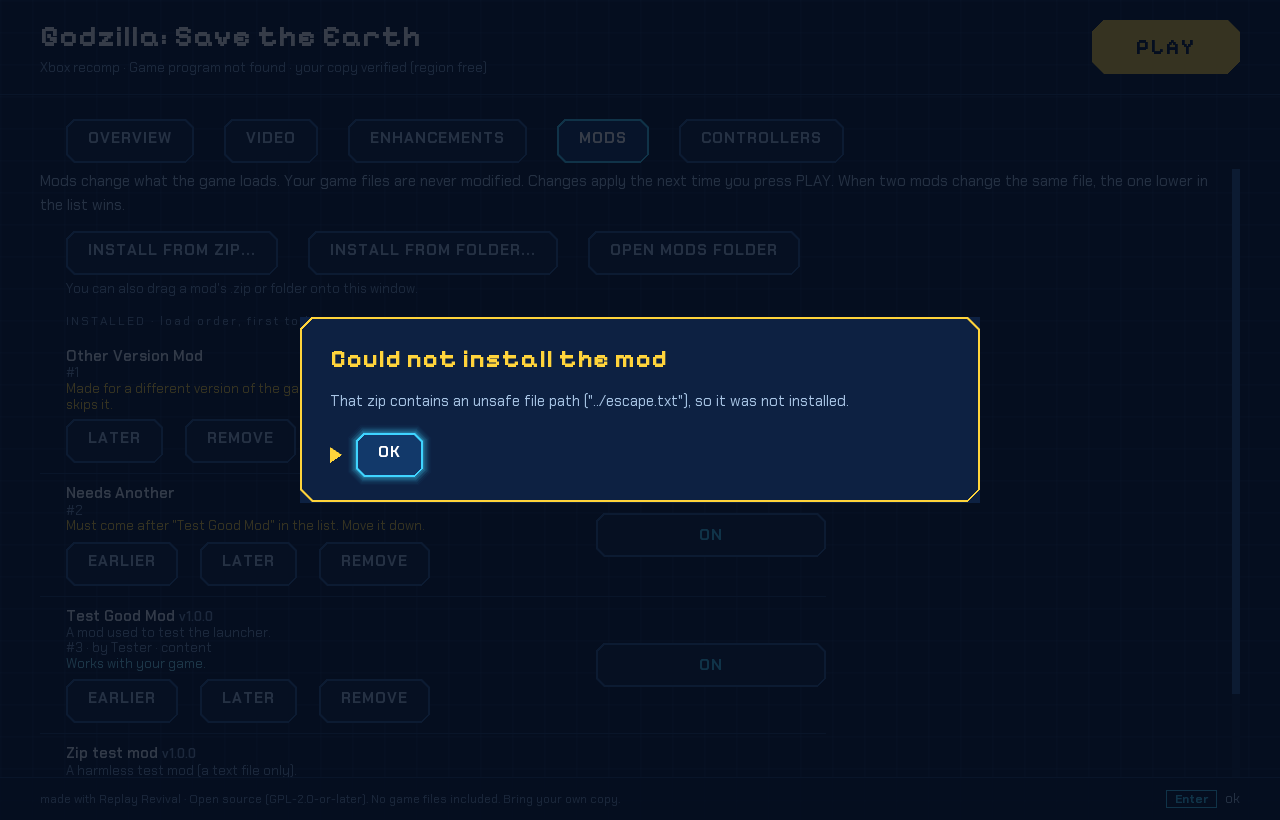 Godzilla: Save the Earth
Xbox recomp · Game program not found · your copy verified (region free)
PLAY
OVERVIEW
VIDEO
ENHANCEMENTS
MODS
CONTROLLERS
Mods change what the game loads. Your game files are never modified. Changes apply the next time you press PLAY. When two mods change the same file, the one lower in
the list wins.
INSTALL FROM ZIP...
INSTALL FROM FOLDER...
OPEN MODS FOLDER
You can also drag a mod's .zip or folder onto this window.
INSTALLED · load order, first to
Could not install the mod
That zip contains an unsafe file path ("../escape.txt"), so it was not installed.
OK
Other Version Mod
#1
Made for a different version of the ga
skips it.
LATER
REMOVE
Needs Another
#2
Must come after "Test Good Mod" in the list. Move it down.
ON
EARLIER
LATER
REMOVE
Test Good Mod v1.0.0
A mod used to test the launcher.
#3 · by Tester · content
Works with your game.
ON
EARLIER
LATER
REMOVE
Zip test mod v1.0.0
A harmless test mod (a text file only)
made with Replay Revival · Open source (GPL-2.0-or-later). No game files included. Bring your own copy.
Enter ok